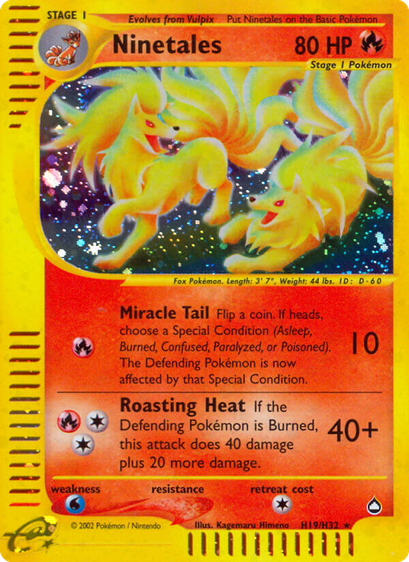 STAGE 1
Evolves from Vulpix Put Ninetales on the Basic Pokémon
Ninetales 80 HP
Stage 1 Pokémon
Fox Pokémon. Length: 3' 7", Weight: 44 lbs. ID: D-60
Miracle Tail Flip a coin. If heads,
choose a Special Condition (Asleep,
Burned, Confused, Paralyzed, or Poisoned).
The Defending Pokémon is now
affected by that Special Condition.
10
Roasting Heat If the
Defending Pokémon is Burned,
this attack does 40 damage
plus 20 more damage.
40+
weakness resistance retreat cost
© 2002 Pokémon / Nintendo Illus. Kagemaru Himeno H19/H32 ★